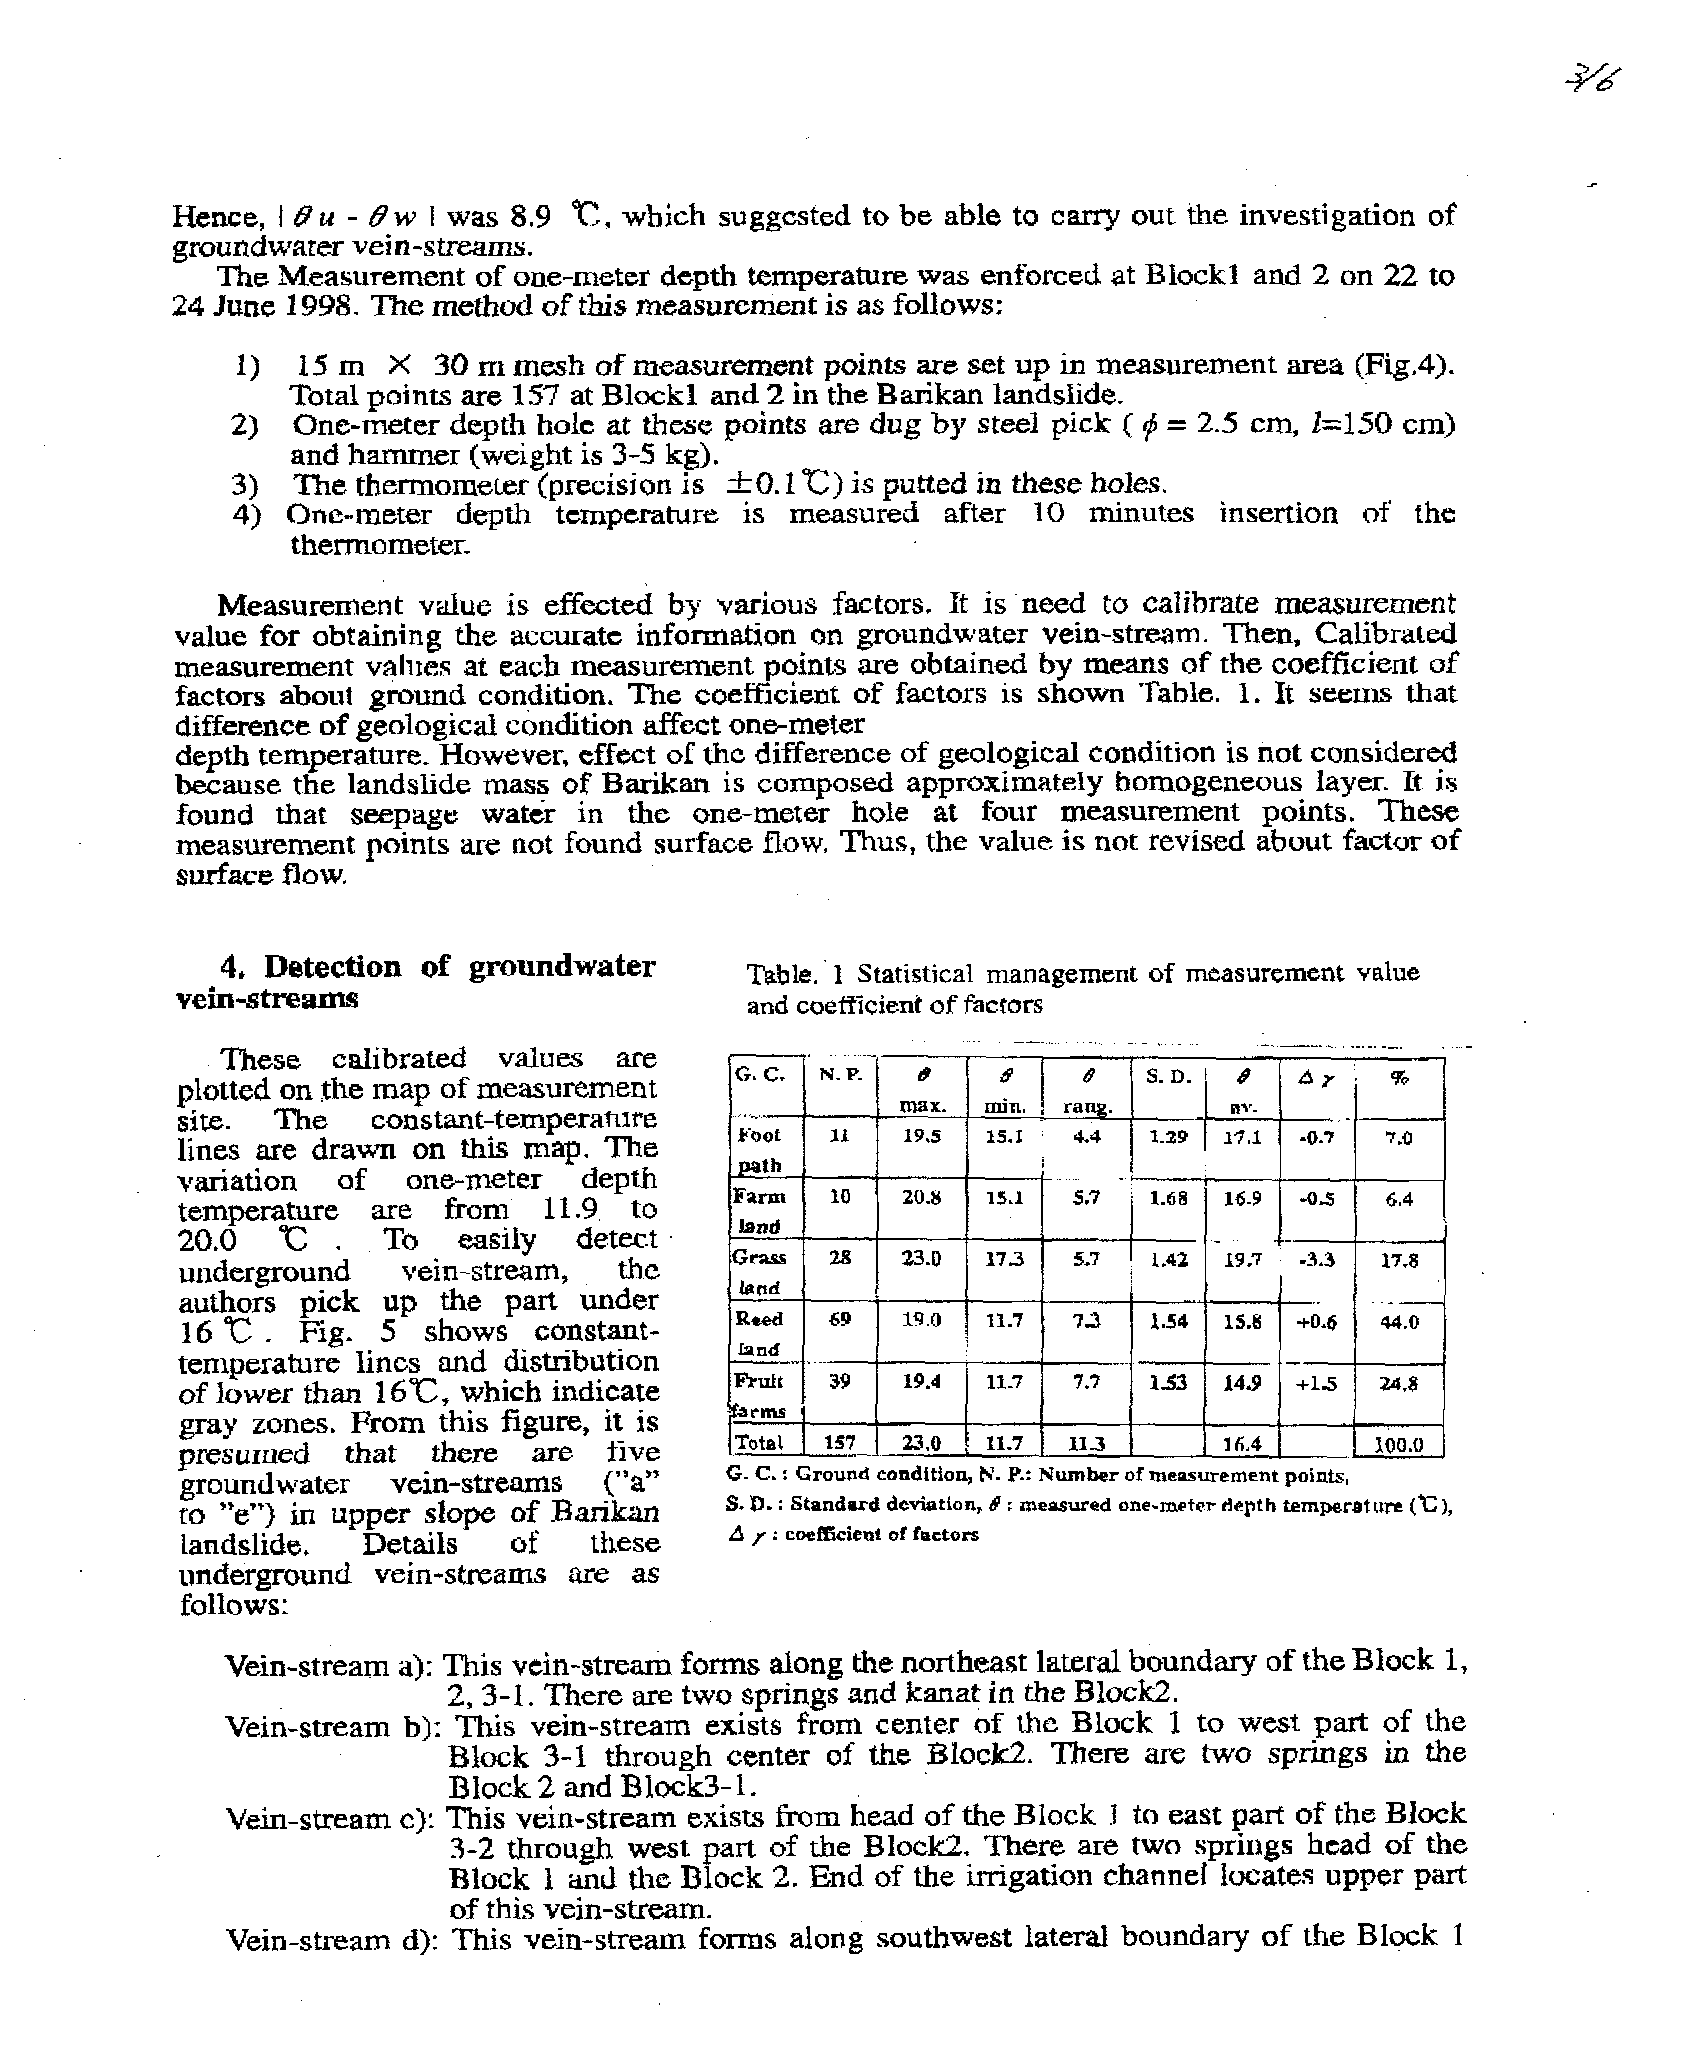 3/6
Hence, | θu - θw | was 8.9 ℃, which suggested to be able to carry out the investigation of
groundwater vein-streams.
The Measurement of one-meter depth temperature was enforced at Block1 and 2 on 22 to
24 June 1998. The method of this measurement is as follows:
1) 15 m × 30 m mesh of measurement points are set up in measurement area (Fig.4).
Total points are 157 at Block1 and 2 in the Barikan landslide.
2) One-meter depth hole at these points are dug by steel pick ( φ = 2.5 cm, l=150 cm)
and hammer (weight is 3-5 kg).
3) The thermometer (precision is ±0.1℃) is putted in these holes.
4) One-meter depth temperature is measured after 10 minutes insertion of the
thermometer.
Measurement value is effected by various factors. It is need to calibrate measurement
value for obtaining the accurate information on groundwater vein-stream. Then, Calibrated
measurement values at each measurement points are obtained by means of the coefficient of
factors about ground condition. The coefficient of factors is shown Table. 1. It seems that
difference of geological condition affect one-meter
depth temperature. However, effect of the difference of geological condition is not considered
because the landslide mass of Barikan is composed approximately homogeneous layer. It is
found that seepage water in the one-meter hole at four measurement points. These
measurement points are not found surface flow. Thus, the value is not revised about factor of
surface flow.
4. Detection of groundwater
vein-streams
These calibrated values are
plotted on the map of measurement
site. The constant-temperature
lines are drawn on this map. The
variation of one-meter depth
temperature are from 11.9 to
20.0 ℃ . To easily detect
underground vein-stream, the
authors pick up the part under
16 ℃ . Fig. 5 shows constant-
temperature lines and distribution
of lower than 16℃, which indicate
gray zones. From this figure, it is
presumed that there are five
groundwater vein-streams ("a"
to "e") in upper slope of Barikan
landslide. Details of these
underground vein-streams are as
follows:
Table. 1 Statistical management of measurement value
and coefficient of factors
G. C. N. P. θ θ θ S. D. θ Δ γ %
max. min. rang. av.
Foot 11 19.5 15.1 4.4 1.29 17.1 -0.7 7.0
path
Farm 10 20.8 15.1 5.7 1.68 16.9 -0.5 6.4
land
Grass 28 23.0 17.3 5.7 1.42 19.7 -3.3 17.8
land
Reed 69 19.0 11.7 7.3 1.54 15.8 +0.6 44.0
land
Fruit 39 19.4 11.7 7.7 1.53 14.9 +1.5 24.8
farms
Total 157 23.0 11.7 11.3 16.4 100.0
G. C. : Ground condition, N. P.: Number of measurement points,
S. D. : Standard deviation, θ : measured one-meter depth temperature (℃),
Δ γ : coefficient of factors
Vein-stream a): This vein-stream forms along the northeast lateral boundary of the Block 1,
2, 3-1. There are two springs and kanat in the Block2.
Vein-stream b): This vein-stream exists from center of the Block 1 to west part of the
Block 3-1 through center of the Block2. There are two springs in the
Block 2 and Block3-1.
Vein-stream c): This vein-stream exists from head of the Block 1 to east part of the Block
3-2 through west part of the Block2. There are two springs head of the
Block 1 and the Block 2. End of the irrigation channel locates upper part
of this vein-stream.
Vein-stream d): This vein-stream forms along southwest lateral boundary of the Block 1